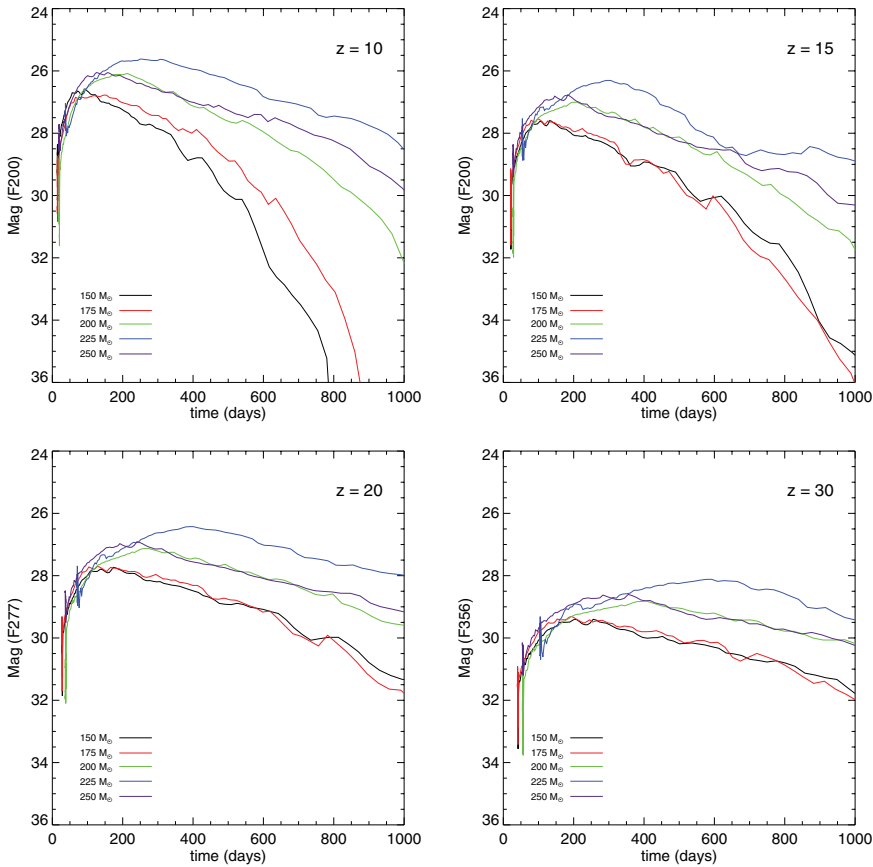 z = 10
Mag (F200)
24
26
28
30
32
34
36
150 M☉
175 M☉
200 M☉
225 M☉
250 M☉
0 200 400 600 800 1000
time (days)
z = 15
Mag (F200)
24
26
28
30
32
34
36
150 M☉
175 M☉
200 M☉
225 M☉
250 M☉
0 200 400 600 800 1000
time (days)
z = 20
Mag (F277)
24
26
28
30
32
34
36
150 M☉
175 M☉
200 M☉
225 M☉
250 M☉
0 200 400 600 800 1000
time (days)
z = 30
Mag (F356)
24
26
28
30
32
34
36
150 M☉
175 M☉
200 M☉
225 M☉
250 M☉
0 200 400 600 800 1000
time (days)